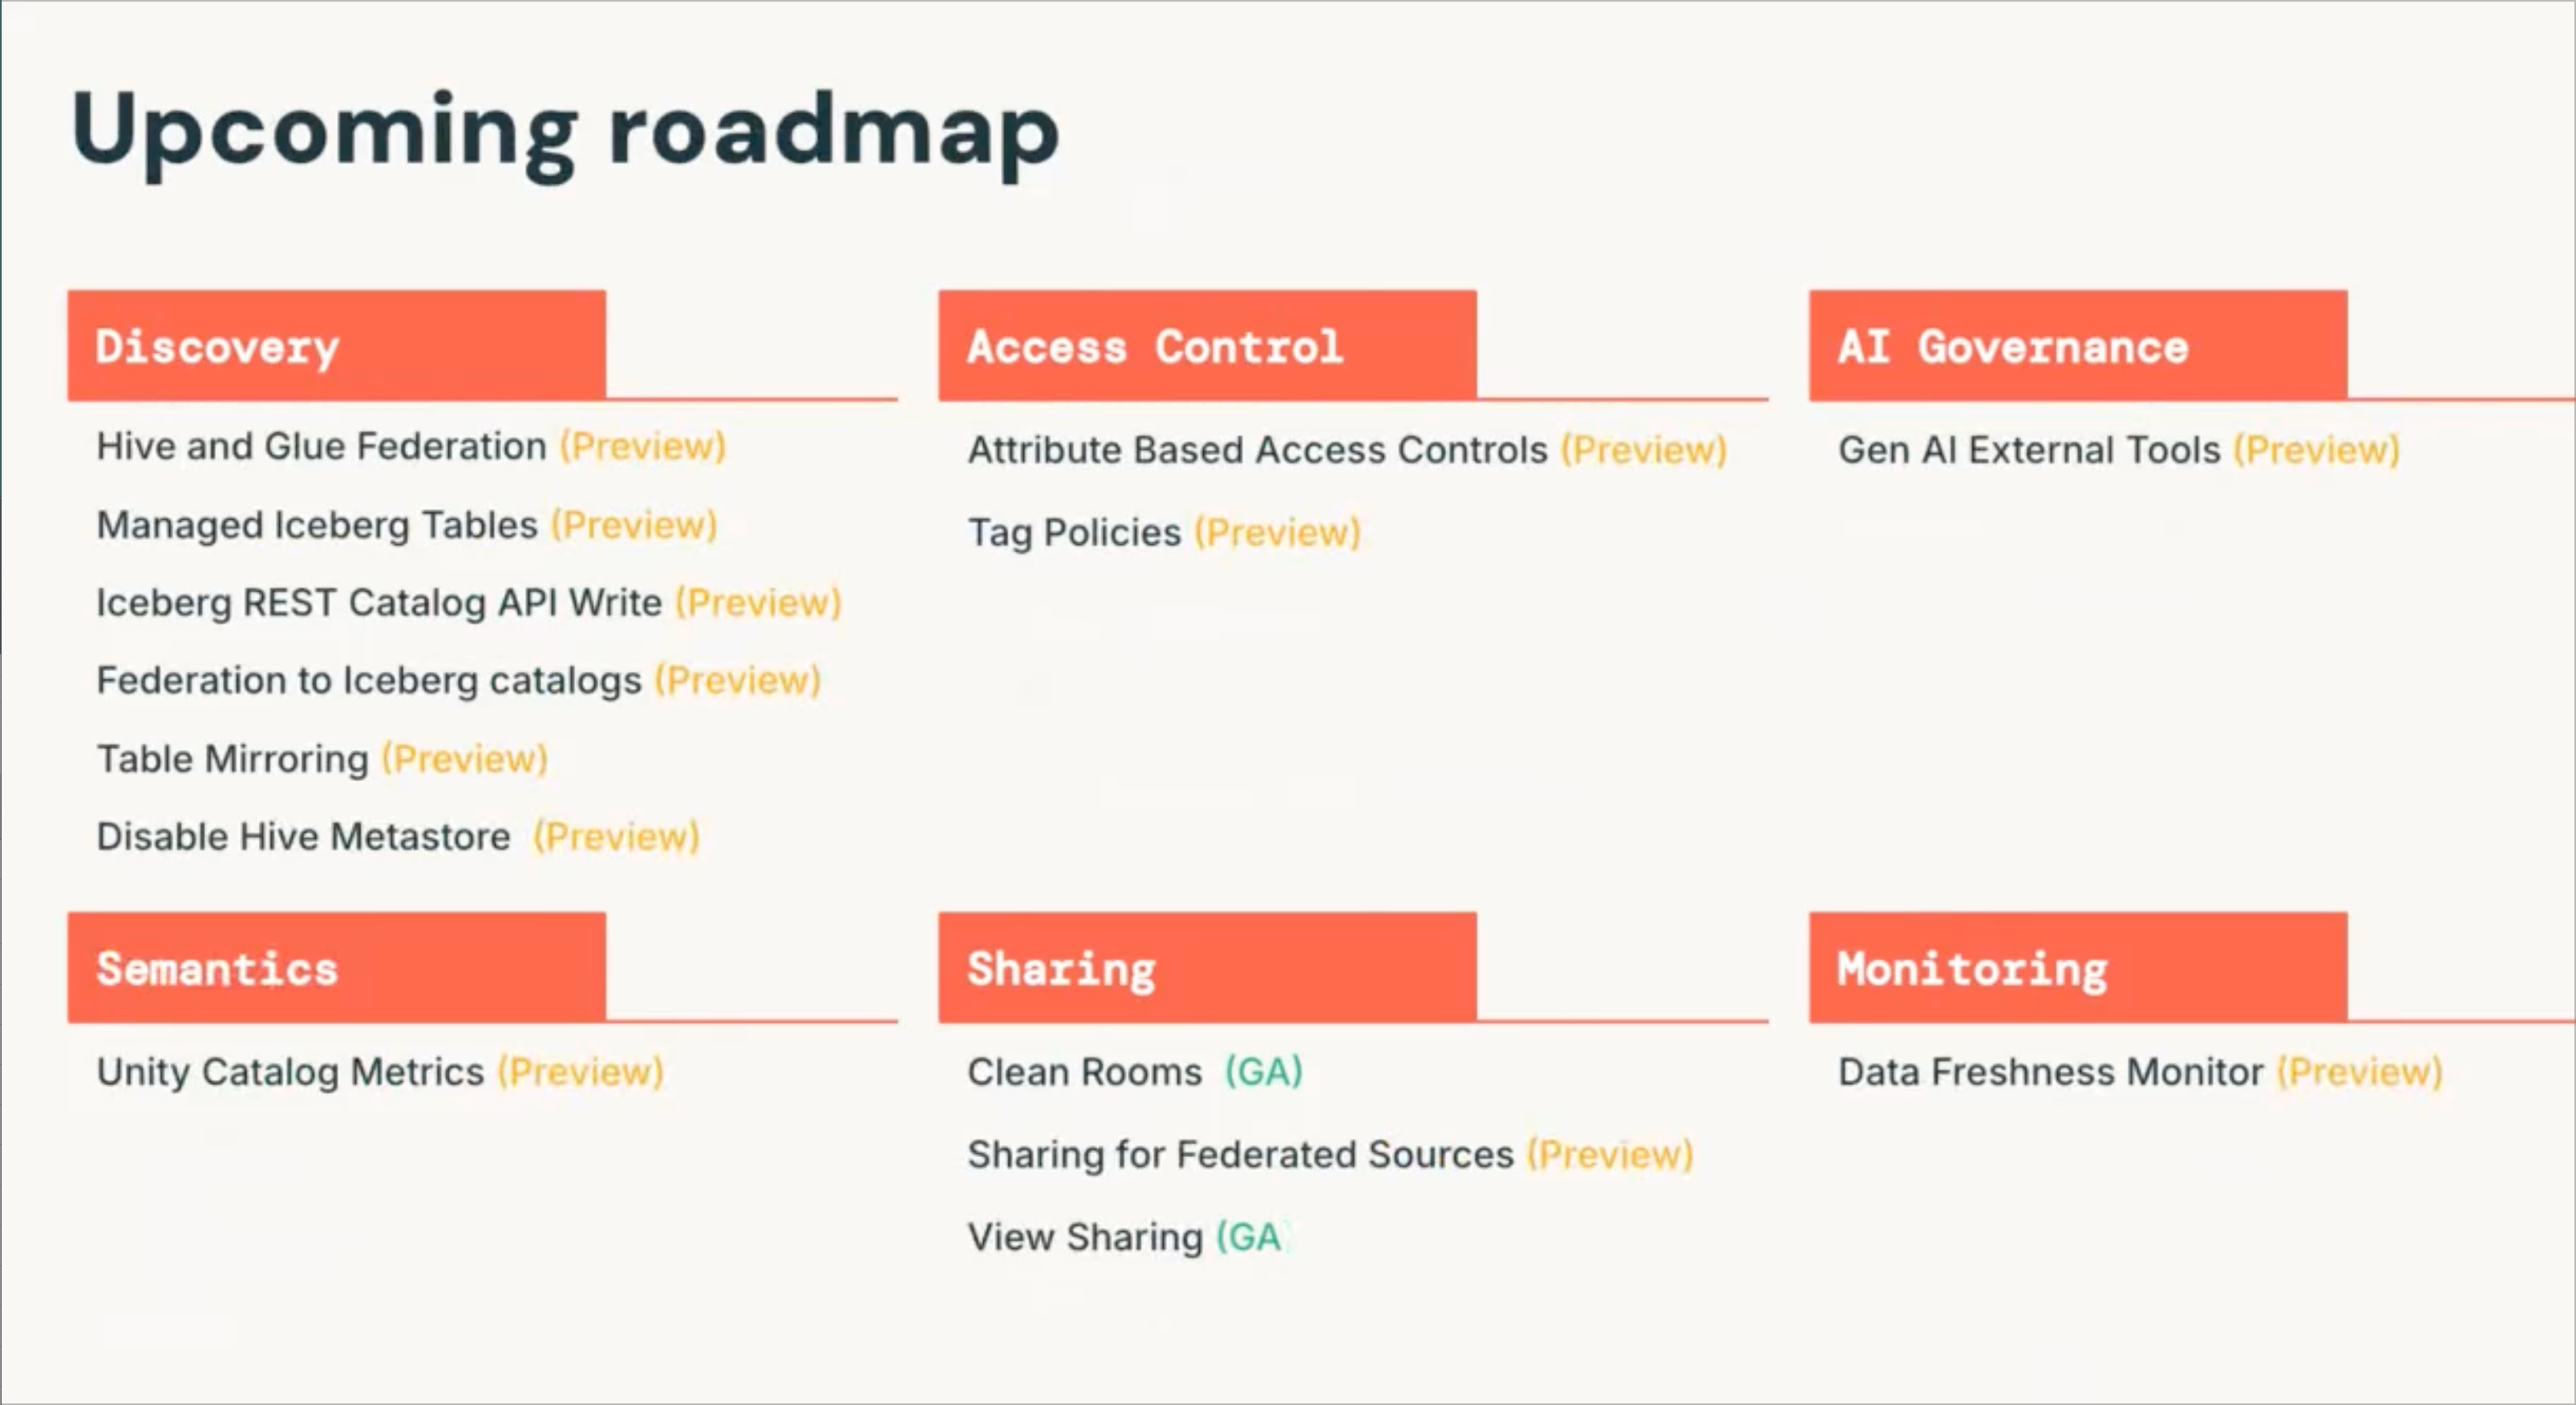 Upcoming roadmap
Discovery
Hive and Glue Federation (Preview)
Managed Iceberg Tables (Preview)
Iceberg REST Catalog API Write (Preview)
Federation to Iceberg catalogs (Preview)
Table Mirroring (Preview)
Disable Hive Metastore (Preview)
Access Control
Attribute Based Access Controls (Preview)
Tag Policies (Preview)
AI Governance
Gen AI External Tools (Preview)
Semantics
Unity Catalog Metrics (Preview)
Sharing
Clean Rooms (GA)
Sharing for Federated Sources (Preview)
View Sharing (GA
Monitoring
Data Freshness Monitor (Preview)